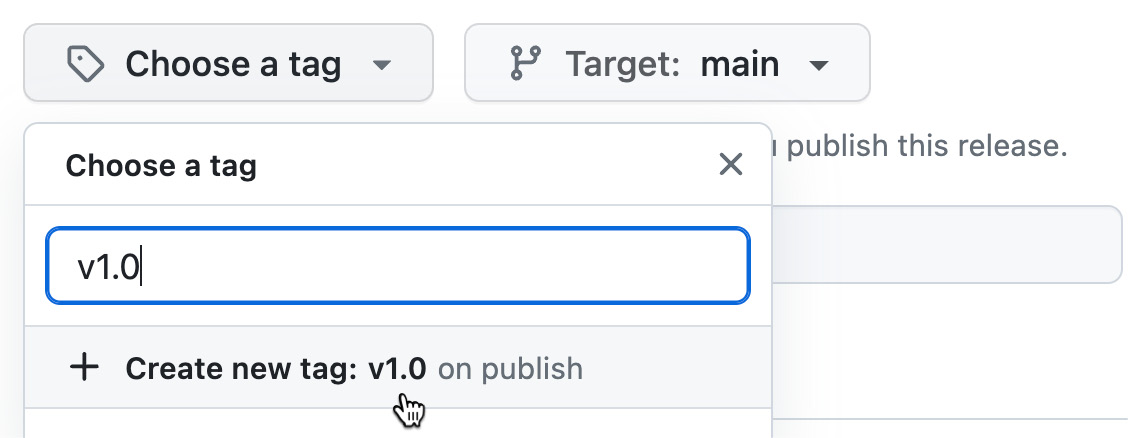 Choose a tag Target: main
publish this release.
Choose a tag
v1.0
Create new tag: v1.0 on publish